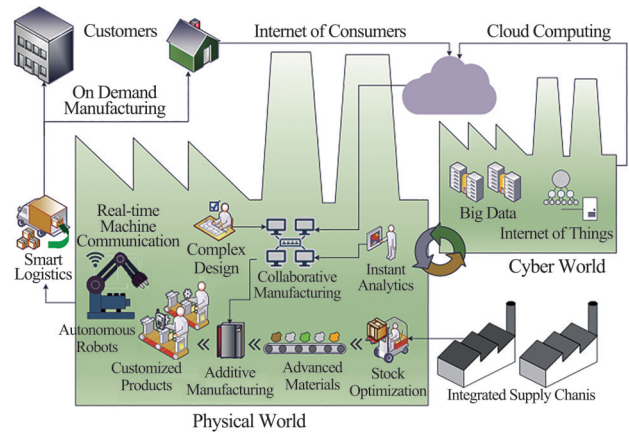 Customers
Internet of Consumers
Cloud Computing
On Demand
Manufacturing
Real-time
Machine
Communication
Smart
Logistics
Complex
Design
Collaborative
Manufacturing
Instant
Analytics
Big Data
Internet of Things
Cyber World
Autonomous
Robots
Customized
Products
Additive
Manufacturing
Advanced
Materials
Stock
Optimization
Integrated Supply Chanis
Physical World